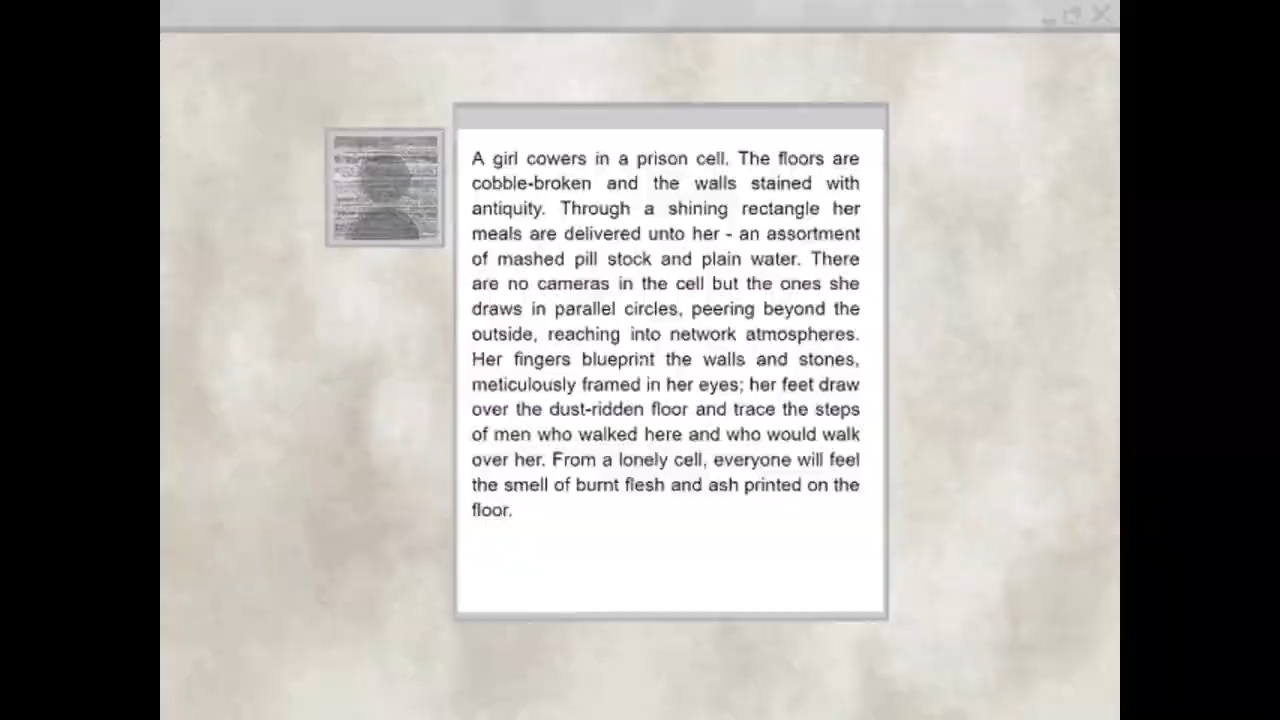 A girl cowers in a prison cell. The floors are
cobble-broken and the walls stained with
antiquity. Through a shining rectangle her
meals are delivered unto her - an assortment
of mashed pill stock and plain water. There
are no cameras in the cell but the ones she
draws in parallel circles, peering beyond the
outside, reaching into network atmospheres.
Her fingers blueprint the walls and stones,
meticulously framed in her eyes; her feet draw
over the dust-ridden floor and trace the steps
of men who walked here and who would walk
over her. From a lonely cell, everyone will feel
the smell of burnt flesh and ash printed on the
floor.